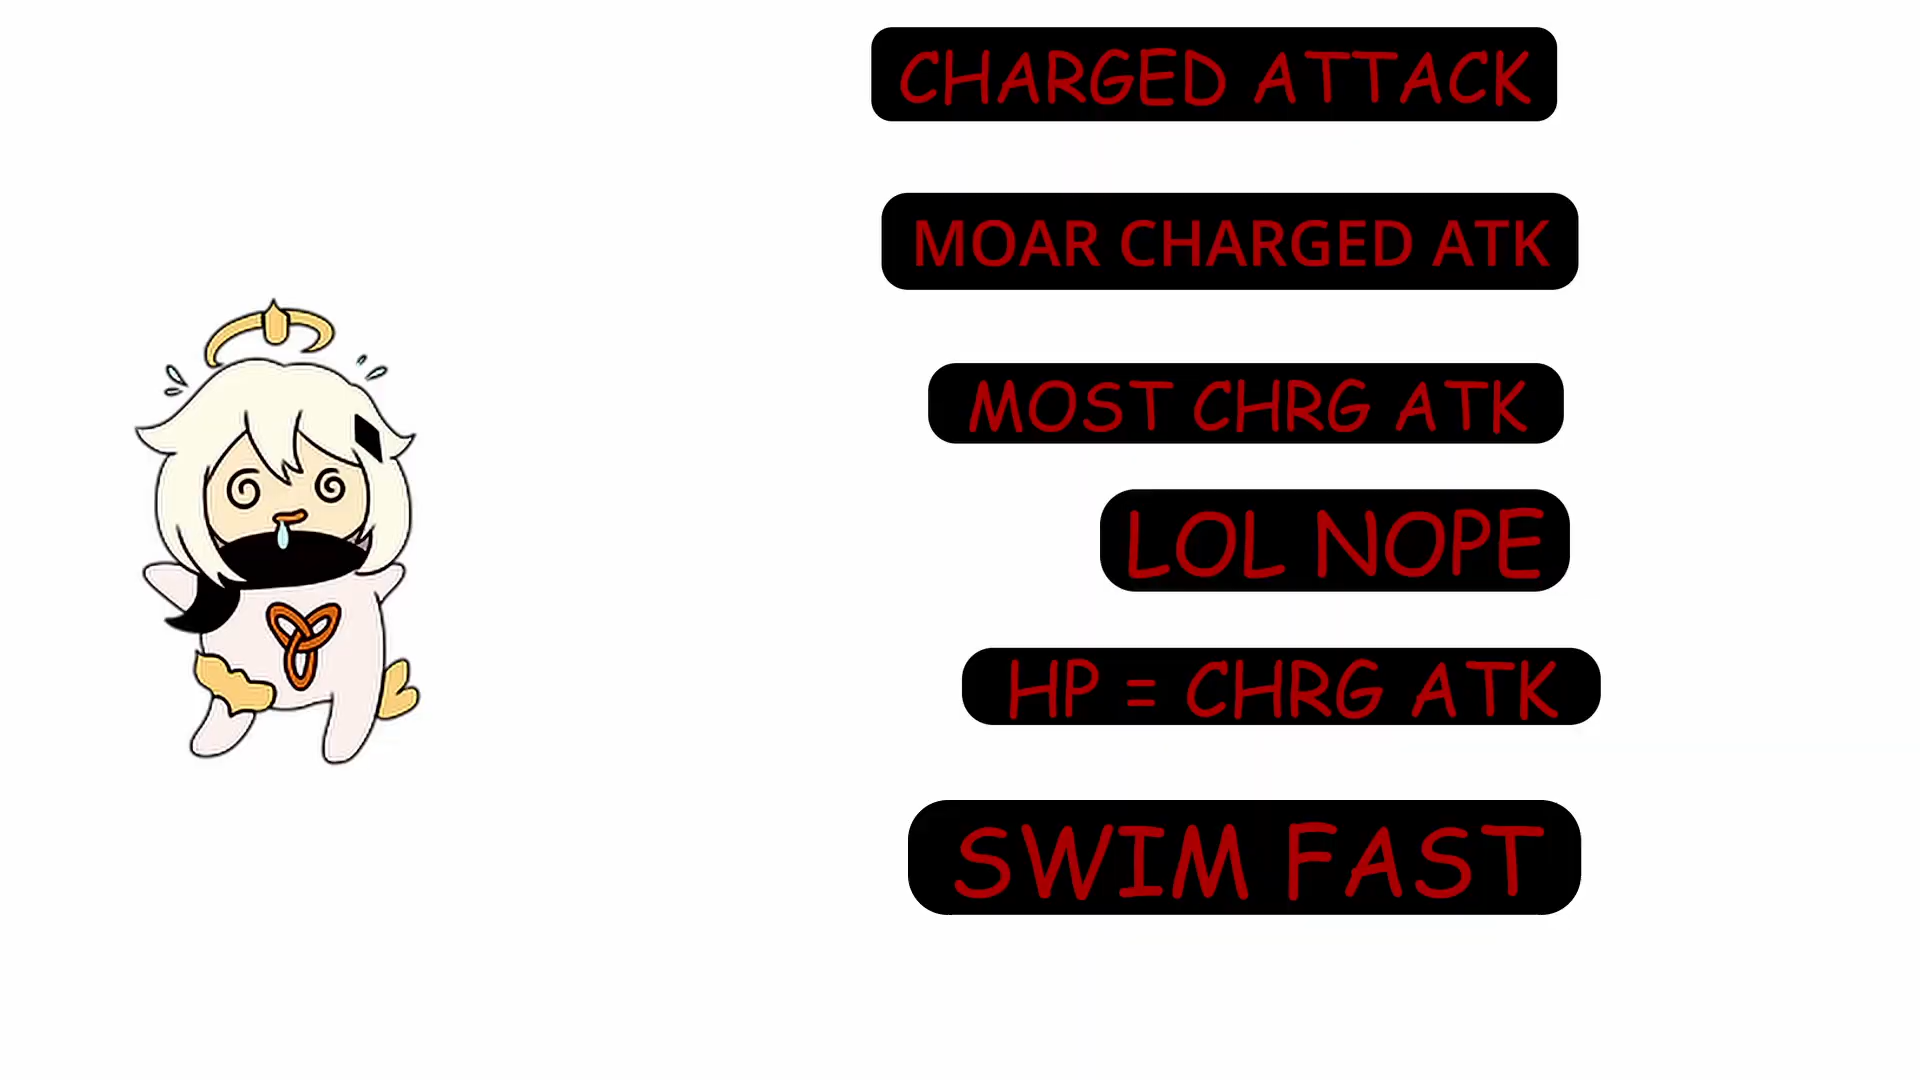 CHARGED ATTACK
MOAR CHARGED ATK
MOST CHRG ATK
LOL NOPE
HP = CHRG ATK
SWIM FAST